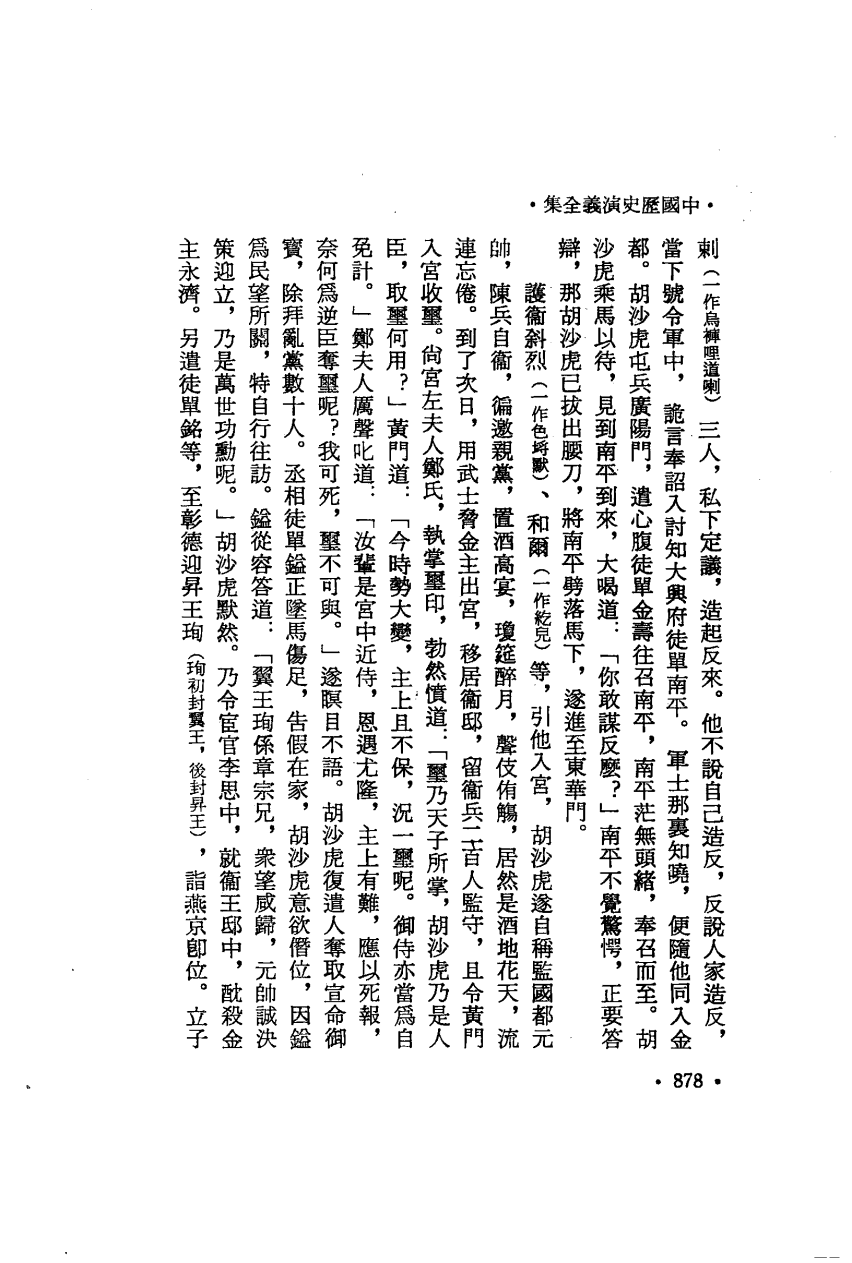 •中國歷史演義全集•
剌（一作烏褲哩道喇）三人，私下定議，造起反來。他不說自己造反，反說人家造反，
當下號令軍中，詭言奉詔入討知大興府徒單南平。軍士那裏知曉，便隨他同入金
都。胡沙虎屯兵廣陽門，遣心腹徒單金壽往召南平，南平茫無頭緒，奉召而至。胡
沙虎乘馬以待，見到南平到來，大喝道：「你敢謀反麼？」南平不覺驚愕，正要答
辯，那胡沙虎已拔出腰刀，將南平劈落馬下，遂進至東華門。
護衞斜烈（一作色埓默）、和爾（一作紇兒）等，引他入宮，胡沙虎遂自稱監國都元
帥，陳兵自衞，徧邀親黨，置酒高宴，瓊筵醉月，聲伎侑觴，居然是酒地花天，流
連忘倦。到了次日，用武士脅金主出宮，移居衞邸，留衞兵二百人監守，且令黃門
入宮收璽。尙宮左夫人鄭氏，執掌璽印，勃然憤道：「璽乃天子所掌，胡沙虎乃是人
臣，取璽何用？」黃門道：「今時勢大變，主上且不保，況一璽呢。御侍亦當爲自
免計。」鄭夫人厲聲叱道：「汝輩是宮中近侍，恩遇尤隆，主上有難，應以死報，
奈何爲逆臣奪璽呢？我可死，璽不可與。」遂瞑目不語。胡沙虎復遣人奪取宣命御
寶，除拜亂黨數十人。丞相徒單鎰正墜馬傷足，告假在家，胡沙虎意欲僭位，因鎰
爲民望所關，特自行往訪。鎰從容答道：「翼王珣係章宗兄，衆望咸歸，元帥誠決
策迎立，乃是萬世功勳呢。」胡沙虎默然。乃令宦官李思中，就衞王邸中，酖殺金
主永濟。另遣徒單銘等，至彰德迎昇王珣（珣初封翼王，後封昇王），詣燕京卽位。立子
•878•